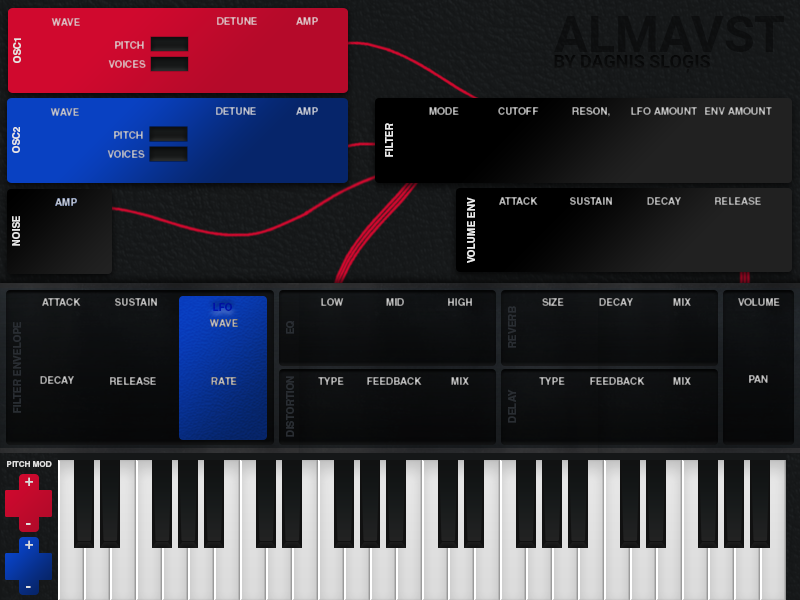 ALMAVST
BY DAGNIS SLOGIS
OSC1
WAVE
DETUNE
AMP
PITCH
VOICES
OSC2
WAVE
DETUNE
AMP
PITCH
VOICES
FILTER
MODE
CUTOFF
RESON,
LFO AMOUNT
ENV AMOUNT
NOISE
AMP
VOLUME ENV
ATTACK
SUSTAIN
DECAY
RELEASE
FILTER ENVELOPE
ATTACK
SUSTAIN
DECAY
RELEASE
LFO
WAVE
RATE
EQ
LOW
MID
HIGH
DISTORTION
TYPE
FEEDBACK
MIX
REVERB
SIZE
DECAY
MIX
DELAY
TYPE
FEEDBACK
MIX
VOLUME
PAN
PITCH MOD
+
-
+
-